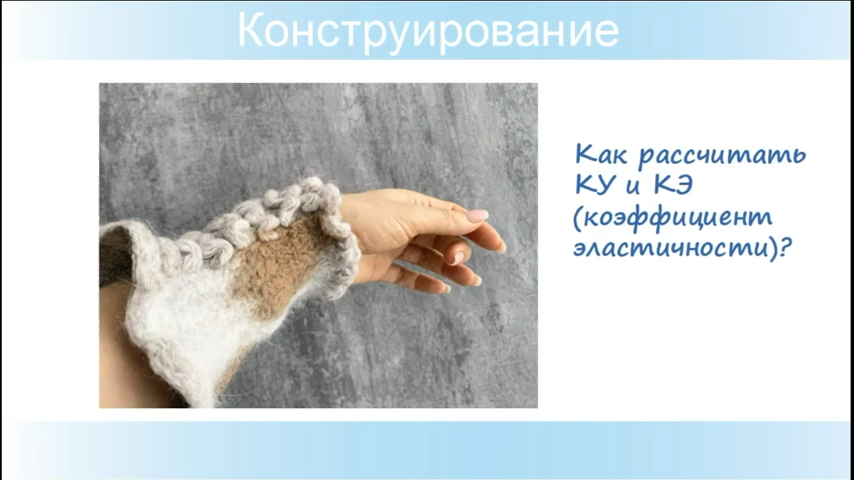 Конструирование
Как рассчитать
КУ и КЭ
(коэффициент
эластичности)?